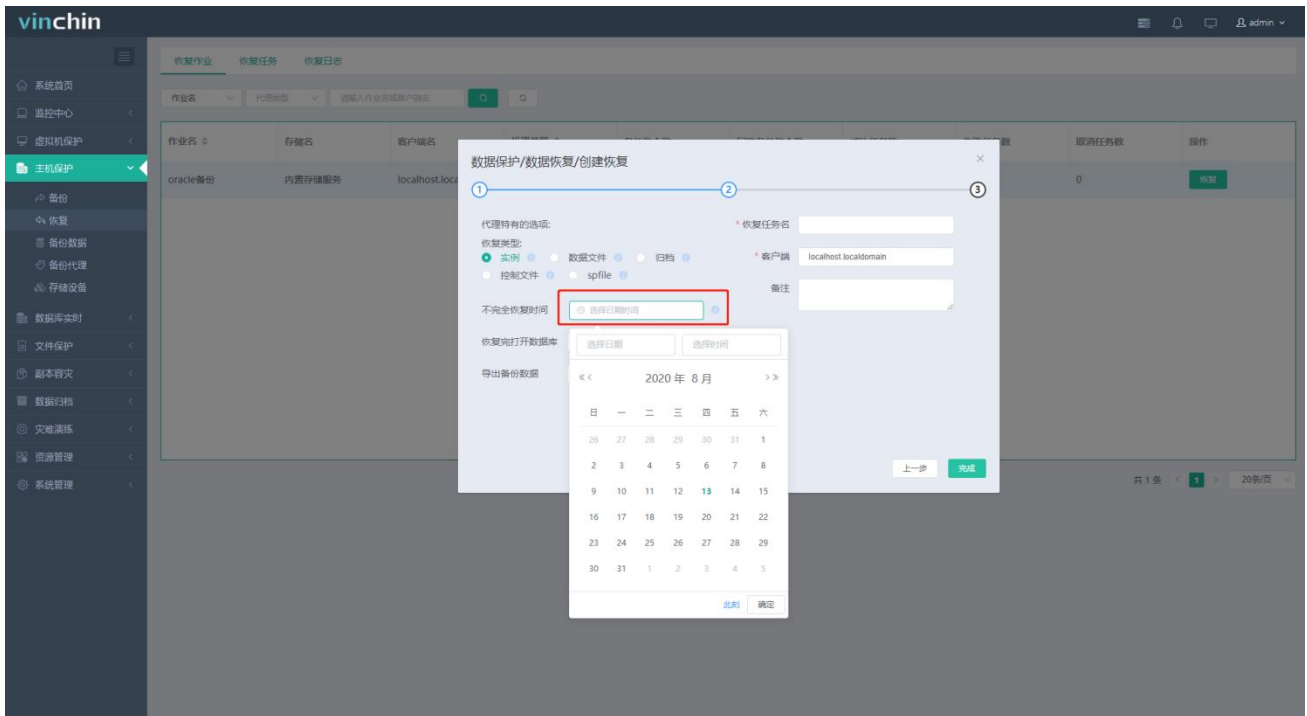 vinchin
admin
恢复作业 恢复任务 恢复日志
系统首页
监控中心
虚拟机保护
主机保护
备份
恢复
备份数据
备份代理
存储设备
数据库实时
文件保护
副本容灾
数据归档
灾难演练
资源管理
系统管理
作业名 代理类型 请输入作业名或客户端名
作业名 存储名 客户端名 取消任务数 操作
oracle备份 内置存储服务 localhost.loca 0 恢复
数据保护/数据恢复/创建恢复
1 2 3
代理特有的选项:
恢复类型:
实例 数据文件 归档
控制文件 spfile
不完全恢复时间 选择日期时间
恢复完打开数据库
导出备份数据
* 恢复任务名
* 客户端 localhost.localdomain
备注
选择日期 选择时间
2020 年 8 月
日 一 二 三 四 五 六
26 27 28 29 30 31 1
2 3 4 5 6 7 8
9 10 11 12 13 14 15
16 17 18 19 20 21 22
23 24 25 26 27 28 29
30 31 1 2 3 4 5
此刻 确定
上一步 完成
共 1 条 1 20条/页